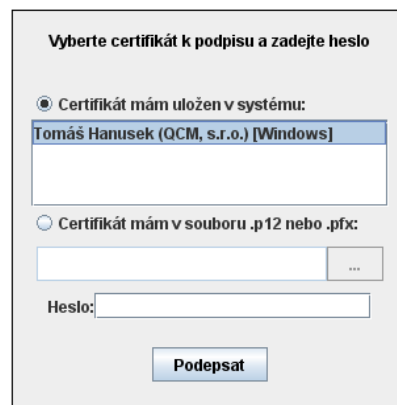 Vyberte certifikát k podpisu a zadejte heslo
Certifikát mám uložen v systému:
Tomáš Hanusek (QCM, s.r.o.) [Windows]
Certifikát mám v souboru .p12 nebo .pfx:
...
Heslo:
Podepsat